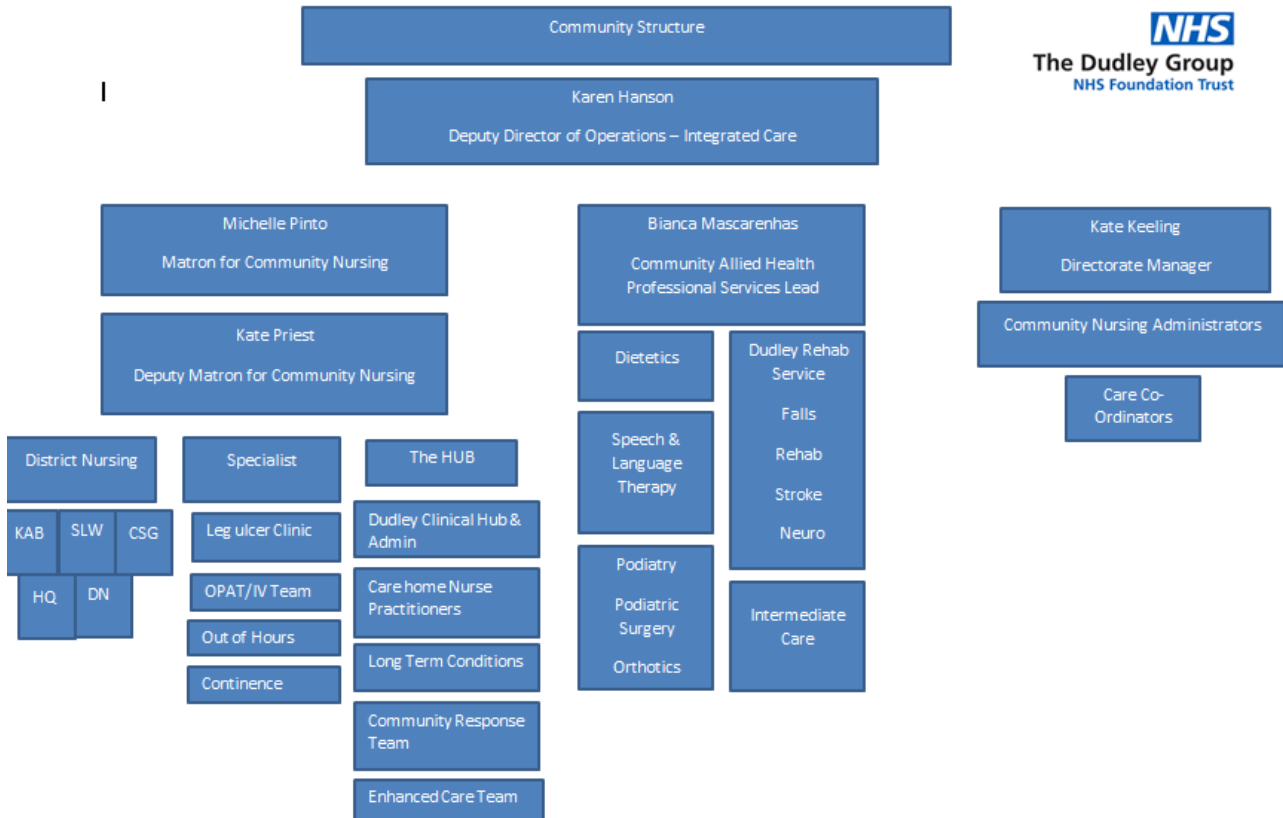 Community Structure
NHS
The Dudley Group
NHS Foundation Trust
I
Karen Hanson
Deputy Director of Operations – Integrated Care
Michelle Pinto
Matron for Community Nursing
Kate Priest
Deputy Matron for Community Nursing
District Nursing
KAB
SLW
CSG
HQ
DN
Specialist
Leg ulcer Clinic
OPAT/IV Team
Out of Hours
Continence
The HUB
Dudley Clinical Hub &
Admin
Care home Nurse
Practitioners
Long Term Conditions
Community Response
Team
Enhanced Care Team
Bianca Mascarenhas
Community Allied Health
Professional Services Lead
Dietetics
Speech &
Language
Therapy
Podiatry
Podiatric
Surgery
Orthotics
Dudley Rehab
Service
Falls
Rehab
Stroke
Neuro
Intermediate
Care
Kate Keeling
Directorate Manager
Community Nursing Administrators
Care Co-
Ordinators